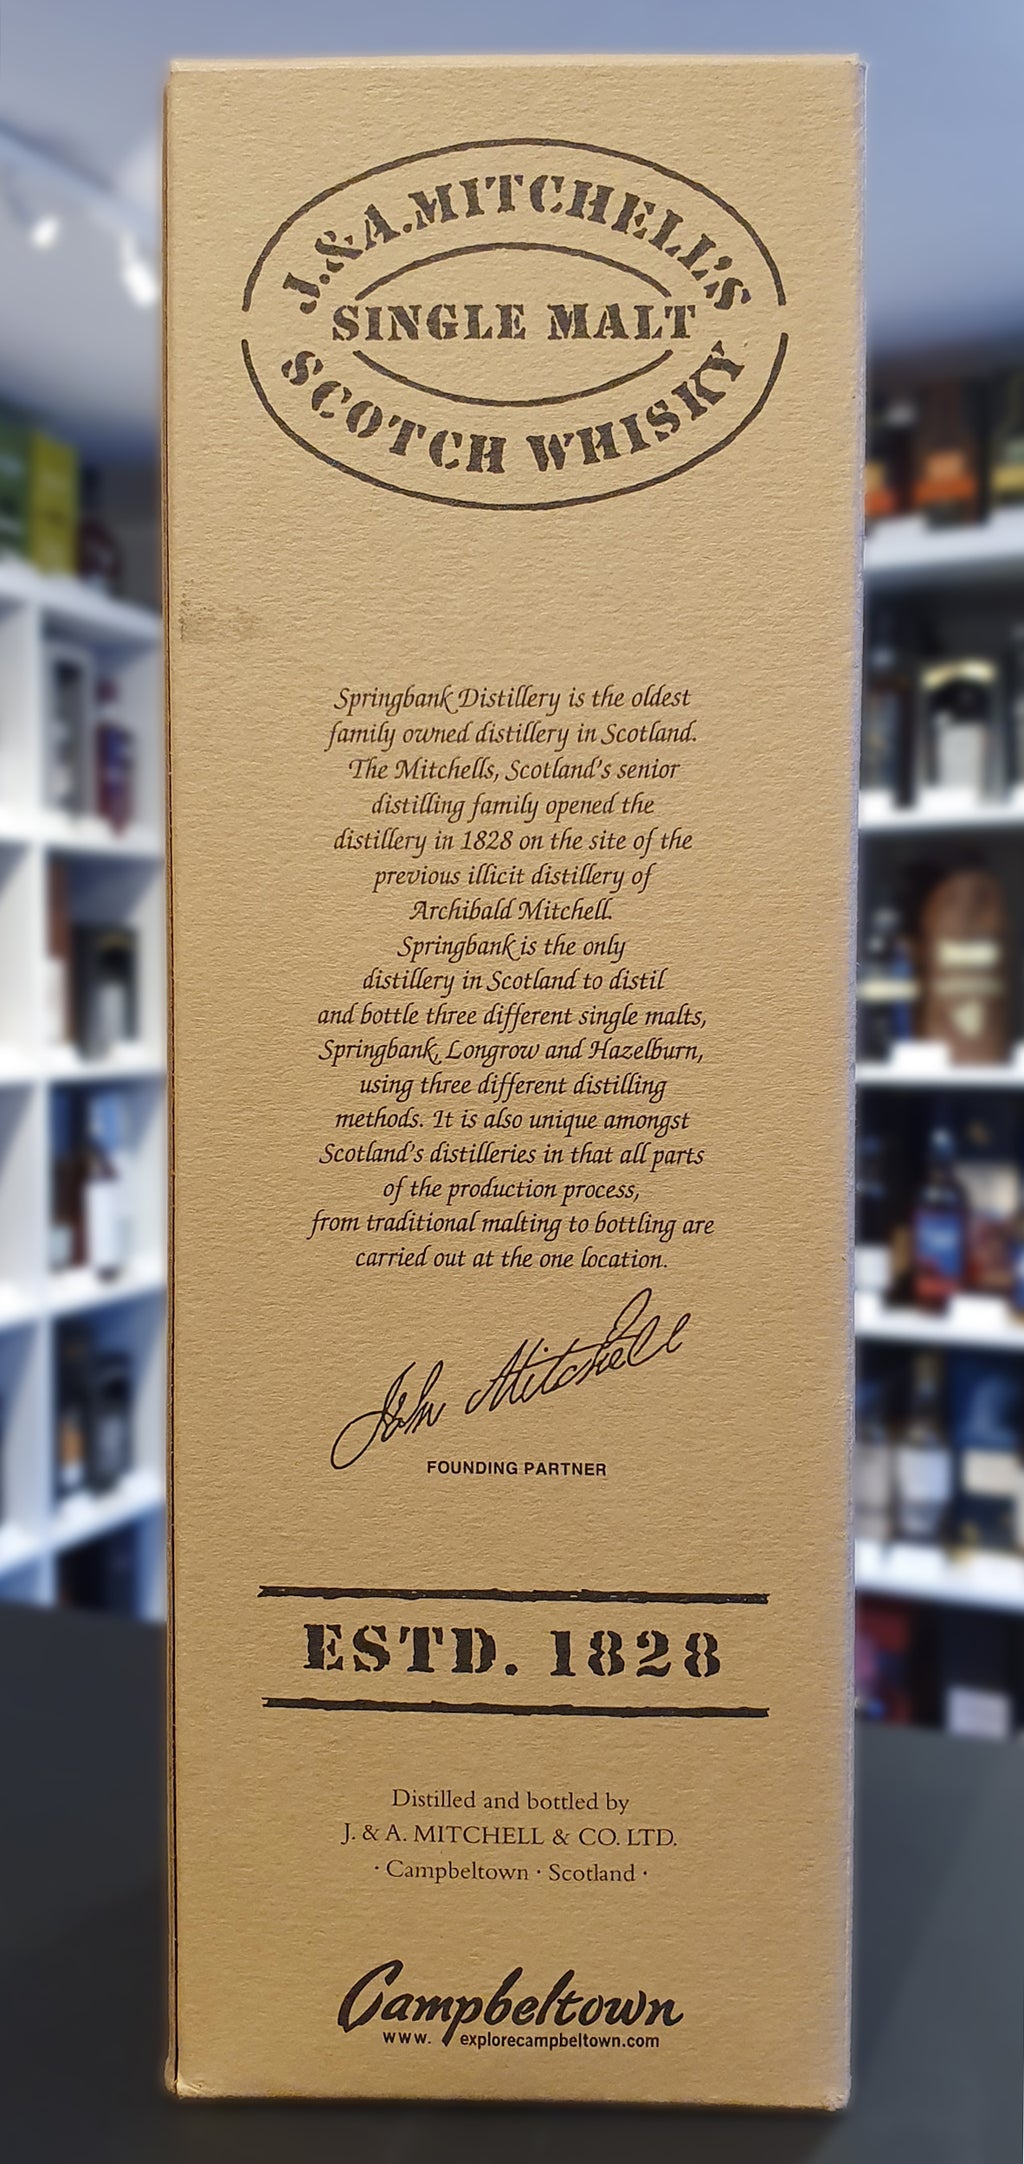 J.&A.MITCHELL'S
SINGLE MALT
SCOTCH WHISKY
Springbank Distillery is the oldest
family owned distillery in Scotland.
The Mitchells, Scotland's senior
distilling family opened the
distillery in 1828 on the site of the
previous illicit distillery of
Archibald Mitchell.
Springbank is the only
distillery in Scotland to distil
and bottle three different single malts,
Springbank, Longrow and Hazelburn,
using three different distilling
methods. It is also unique amongst
Scotland's distilleries in that all parts
of the production process,
from traditional malting to bottling are
carried out at the one location.
John Mitchell
FOUNDING PARTNER
ESTD. 1828
Distilled and bottled by
J. & A. MITCHELL & CO. LTD.
· Campbeltown · Scotland ·
Campbeltown
www. explorecampbeltown.com